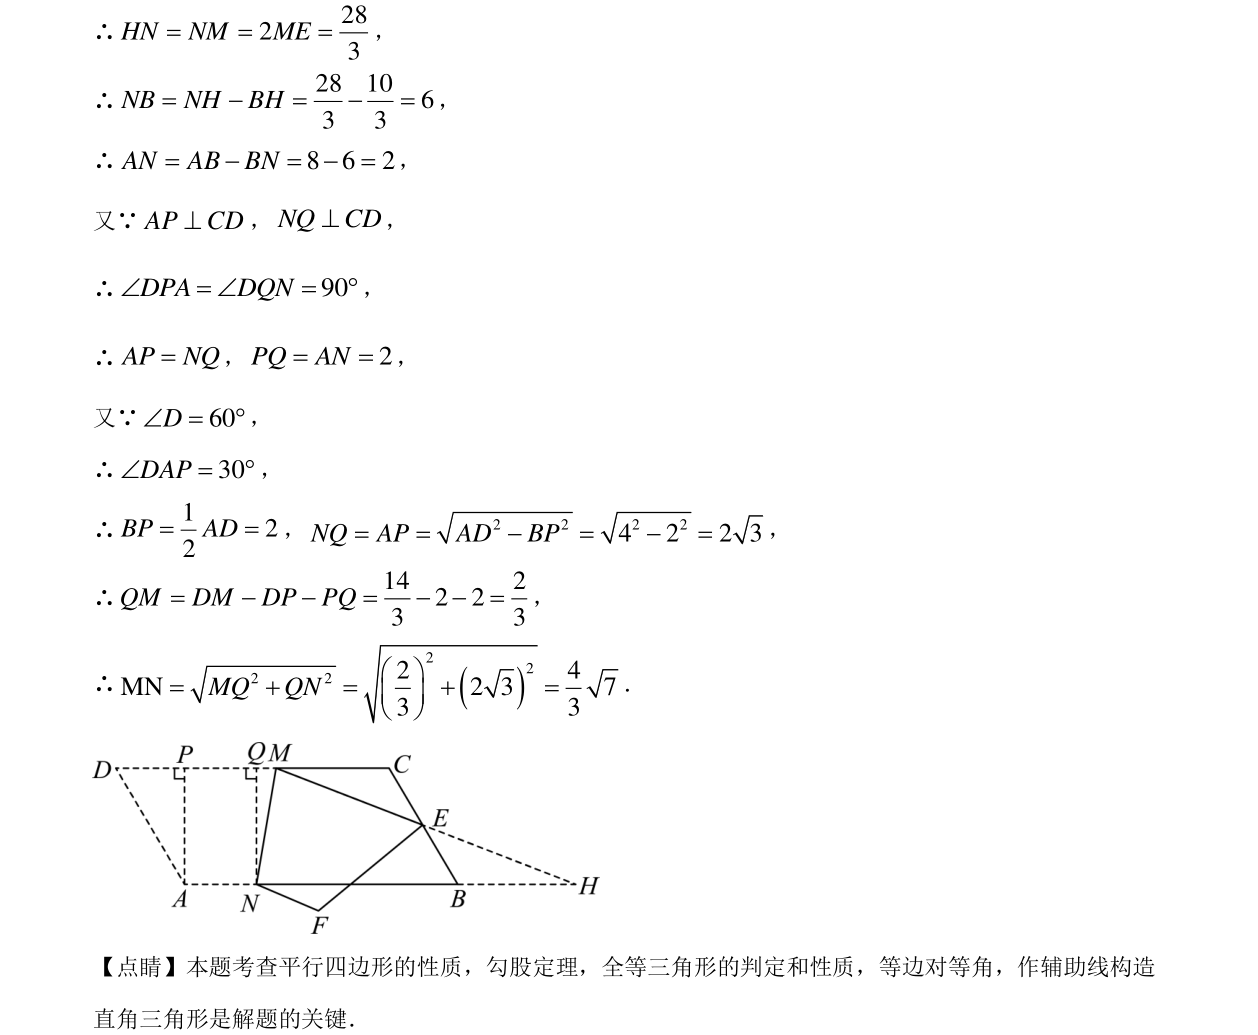 ∴ HN = NM = 2ME = 28/3，
∴ NB = NH − BH = 28/3 − 10/3 = 6，
∴ AN = AB − BN = 8 − 6 = 2，
又∵ AP ⊥ CD， NQ ⊥ CD，
∴ ∠DPA = ∠DQN = 90°，
∴ AP = NQ， PQ = AN = 2，
又∵ ∠D = 60°，
∴ ∠DAP = 30°，
∴ BP = 1/2 AD = 2， NQ = AP = √(AD² − BP²) = √(4² − 2²) = 2√3，
∴ QM = DM − DP − PQ = 14/3 − 2 − 2 = 2/3，
∴ MN = √(MQ² + QN²) = √((2/3)² + (2√3)²) = 4/3 √7．
D P Q M C
E
A N B H
F
【点睛】本题考查平行四边形的性质，勾股定理，全等三角形的判定和性质，等边对等角，作辅助线构造
直角三角形是解题的关键．